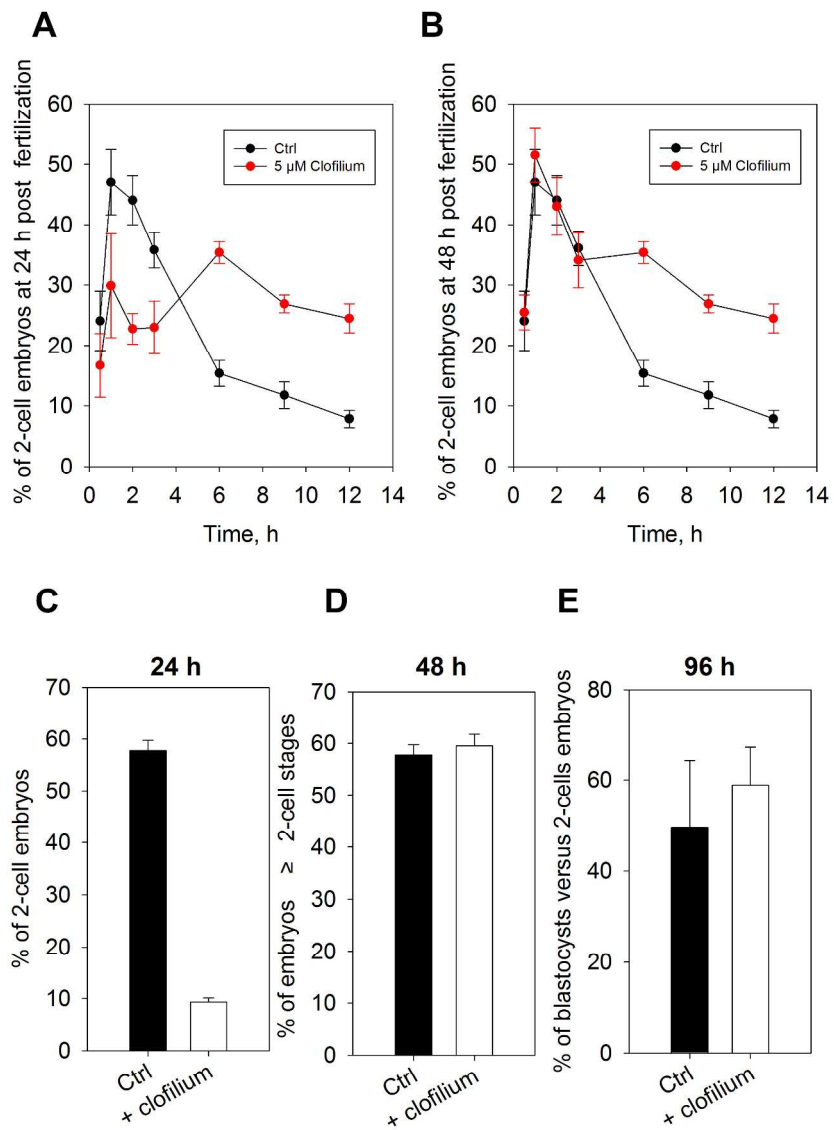 A
B
% of 2-cell embryos at 24 h post fertilization
60
50
40
30
20
10
0
Ctrl
5 µM Clofilium
0 2 4 6 8 10 12 14
Time, h
% of 2-cell embryos at 48 h post fertilization
60
50
40
30
20
10
0
Ctrl
5 µM Clofilium
0 2 4 6 8 10 12 14
Time, h
C
D
E
24 h
% of 2-cell embryos
70
60
50
40
30
20
10
0
Ctrl
+ clofilium
48 h
% of embryos ≥ 2-cell stages
70
60
50
40
30
20
10
0
Ctrl
+ clofilium
96 h
% of blastocysts versus 2-cells embryos
80
60
40
20
0
Ctrl
+ clofilium